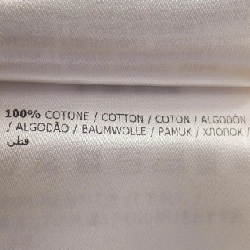 100% COTONE / COTTON / COTON / ALGODÓN
/ ALGODÃO / BAUMWOLLE / PAMUK / ХЛОПОК /
قطن